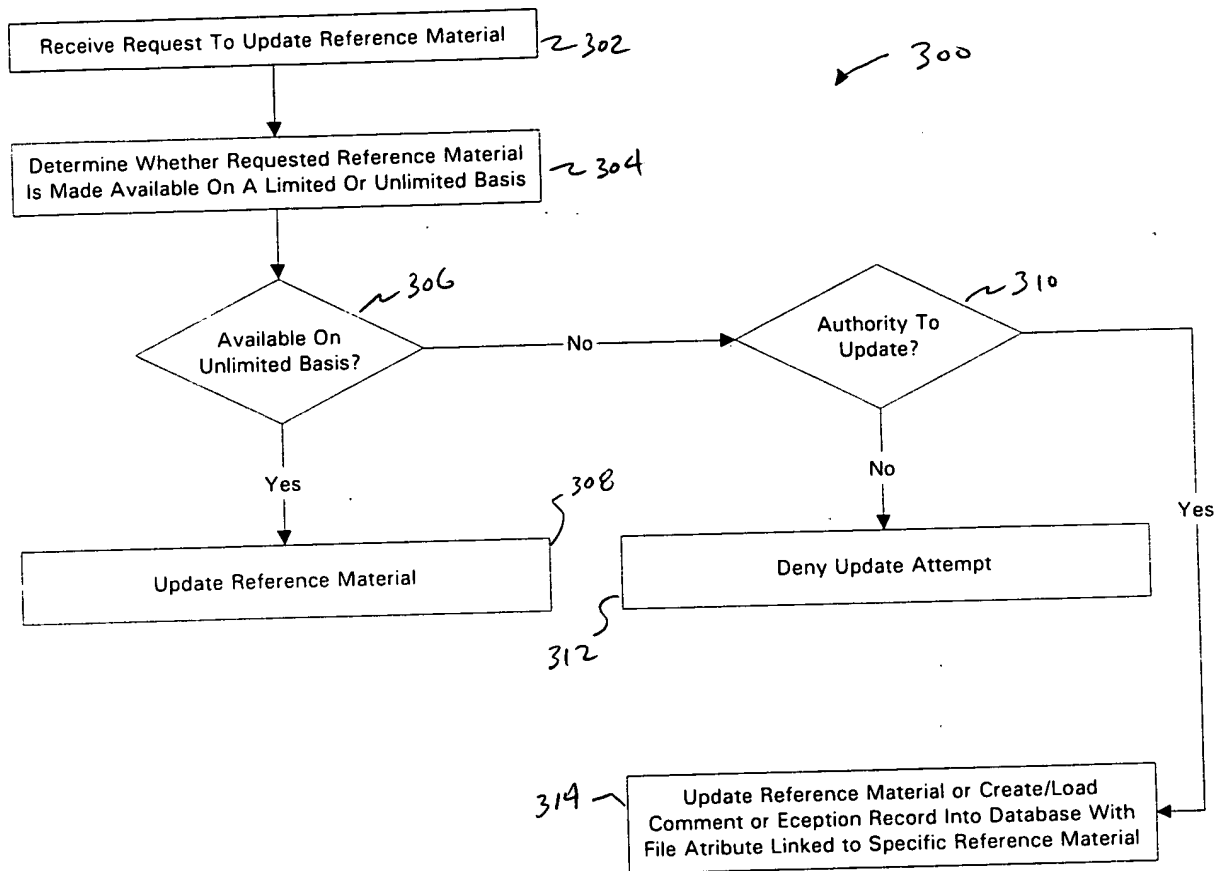 Receive Request To Update Reference Material
302
300
Determine Whether Requested Reference Material
Is Made Available On A Limited Or Unlimited Basis
304
306
Available On
Unlimited Basis?
No
310
Authority To
Update?
Yes
No
Yes
308
Update Reference Material
Deny Update Attempt
312
314
Update Reference Material or Create/Load
Comment or Eception Record Into Database With
File Atribute Linked to Specific Reference Material